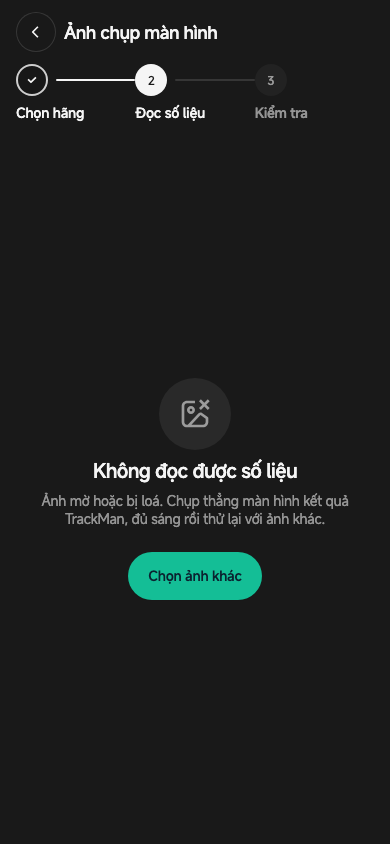 Ảnh chụp màn hình
2
3
Chọn hãng
Đọc số liệu
Kiểm tra
Không đọc được số liệu
Ảnh mờ hoặc bị loá. Chụp thẳng màn hình kết quả
TrackMan, đủ sáng rồi thử lại với ảnh khác.
Chọn ảnh khác